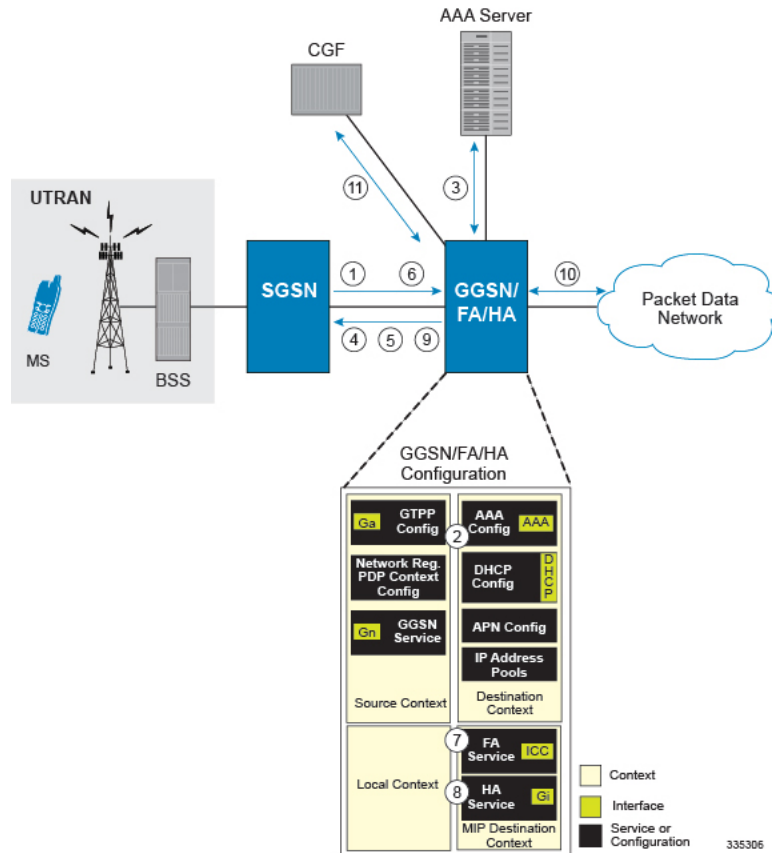 AAA Server
CGF
11
3
UTRAN
MS
BSS
SGSN
1
6
4
5
9
GGSN/
FA/HA
10
Packet Data
Network
GGSN/FA/HA
Configuration
Ga
GTPP
Config
2
AAA
Config
AAA
Network Reg.
PDP Context
Config
DHCP
Config
DHCP
Gn
GGSN
Service
APN Config
IP Address
Pools
Source Context
Destination
Context
7
FA
Service
ICC
Local Context
8
HA
Service
Gi
MIP Destination
Context
Context
Interface
Service or
Configuration
335306